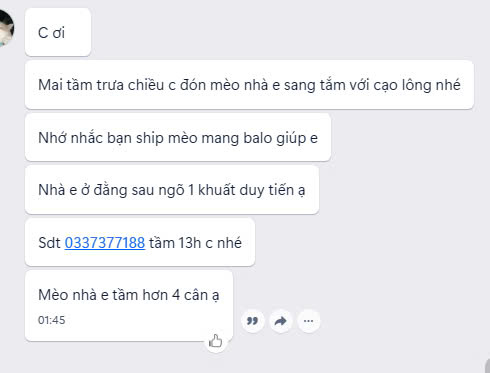 C ơi
Mai tầm trưa chiều c đón mèo nhà e sang tắm với cạo lông nhé
Nhớ nhắc bạn ship mèo mang balo giúp e
Nhà e ở đằng sau ngõ 1 khuất duy tiến ạ
Sdt 0337377188 tầm 13h c nhé
Mèo nhà e tầm hơn 4 cân ạ
01:45